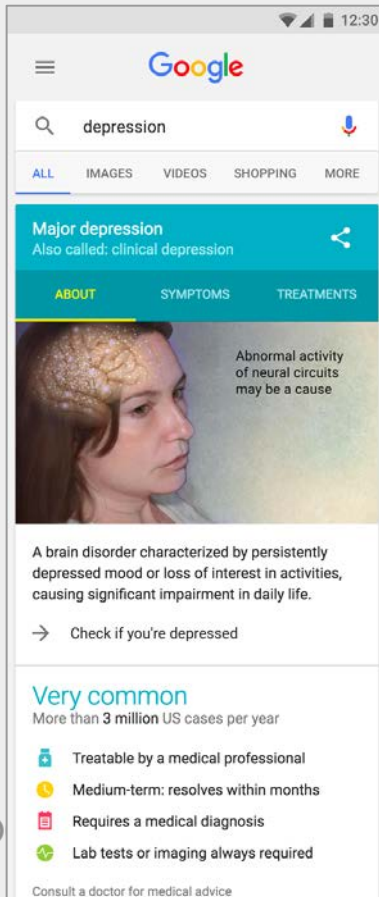 12:30
Google
depression
ALL IMAGES VIDEOS SHOPPING MORE
Major depression
Also called: clinical depression
ABOUT SYMPTOMS TREATMENTS
Abnormal activity
of neural circuits
may be a cause
A brain disorder characterized by persistently
depressed mood or loss of interest in activities,
causing significant impairment in daily life.
→ Check if you're depressed
Very common
More than 3 million US cases per year
Treatable by a medical professional
Medium-term: resolves within months
Requires a medical diagnosis
Lab tests or imaging always required
Consult a doctor for medical advice